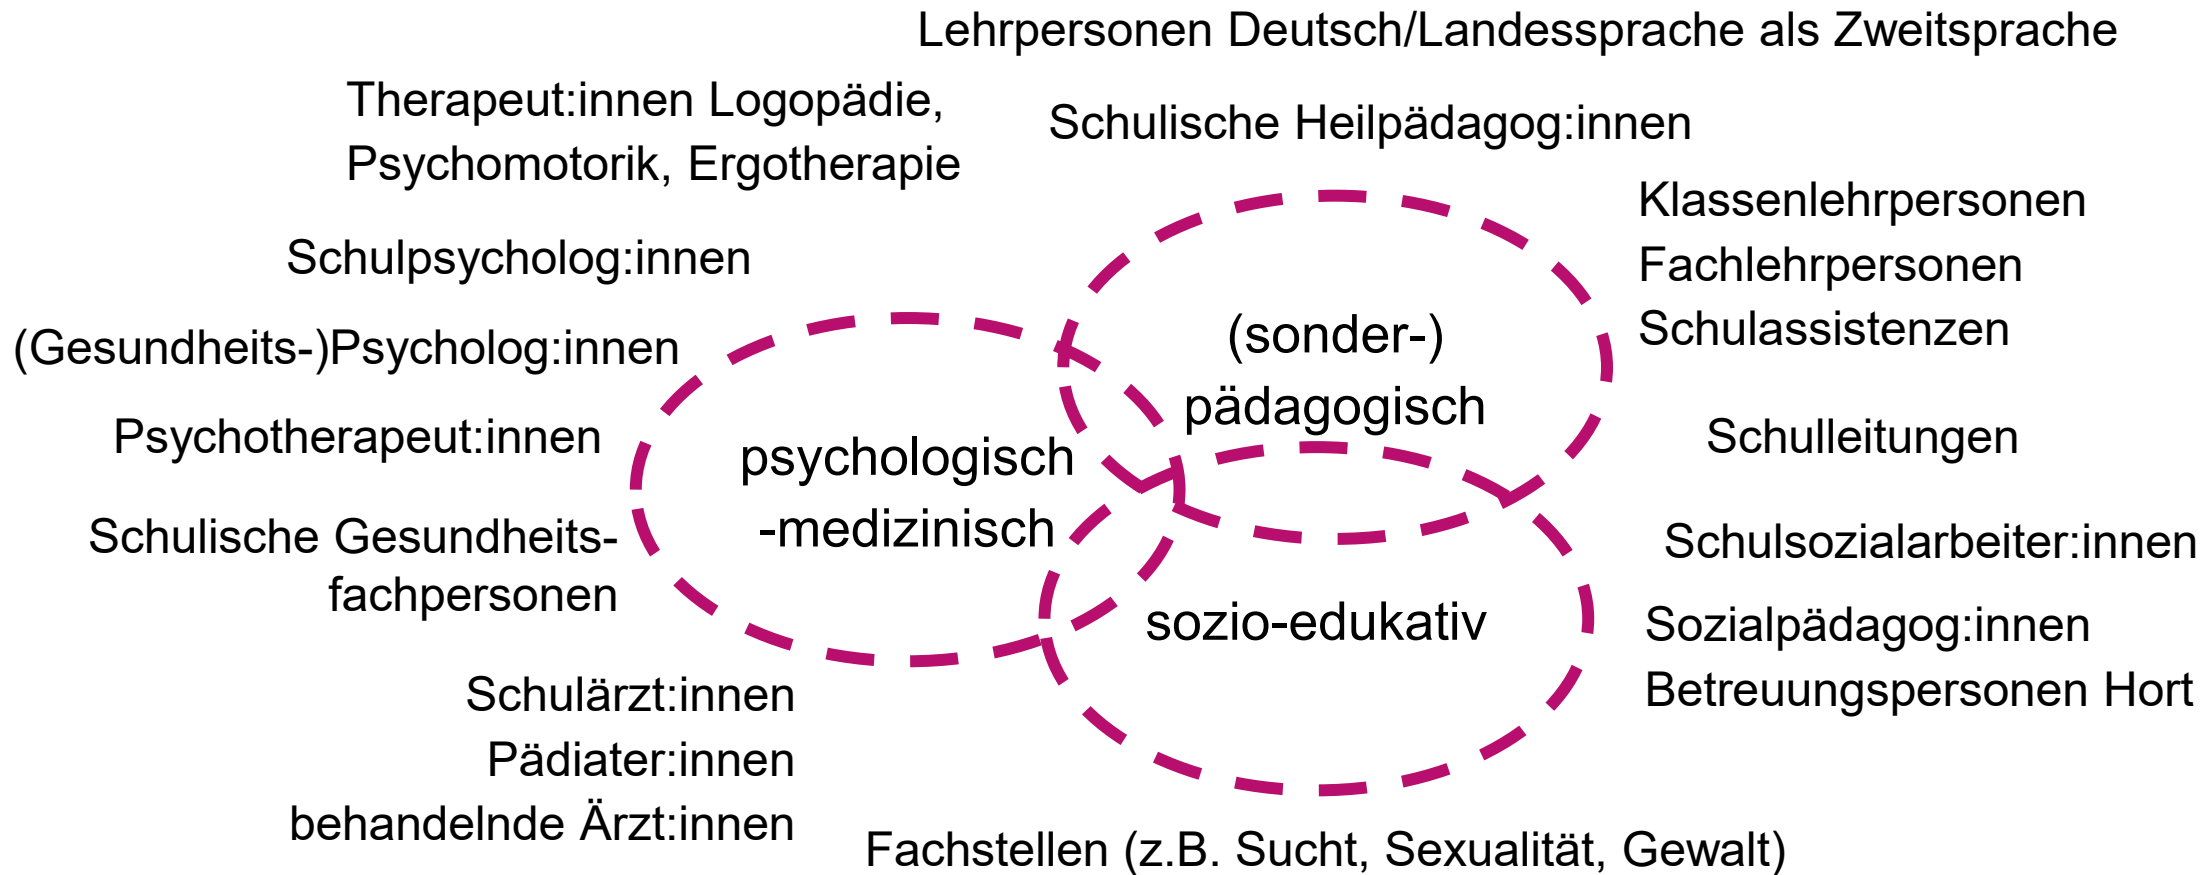 Lehrpersonen Deutsch/Landessprache als Zweitsprache
Therapeut:innen Logopädie,
Psychomotorik, Ergotherapie
Schulische Heilpädagog:innen
Schulpsycholog:innen
(Gesundheits-)Psycholog:innen
Psychotherapeut:innen
Schulische Gesundheits-
fachpersonen
Schulärzt:innen
Pädiater:innen
behandelnde Ärzt:innen
psychologisch
-medizinisch
(sonder-)
pädagogisch
sozio-edukativ
Klassenlehrpersonen
Fachlehrpersonen
Schulassistenzen
Schulleitungen
Schulsozialarbeiter:innen
Sozialpädagog:innen
Betreuungspersonen Hort
Fachstellen (z.B. Sucht, Sexualität, Gewalt)